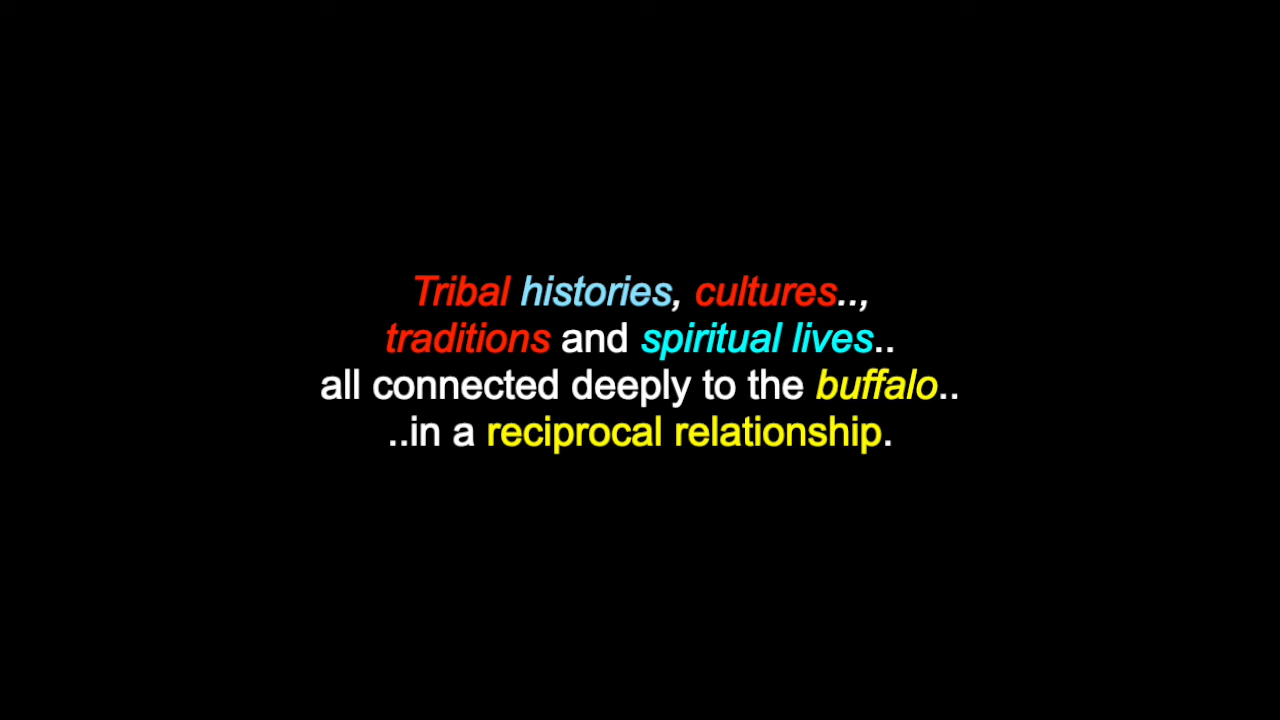 Tribal histories, cultures..,
traditions and spiritual lives..
all connected deeply to the buffalo..
..in a reciprocal relationship.